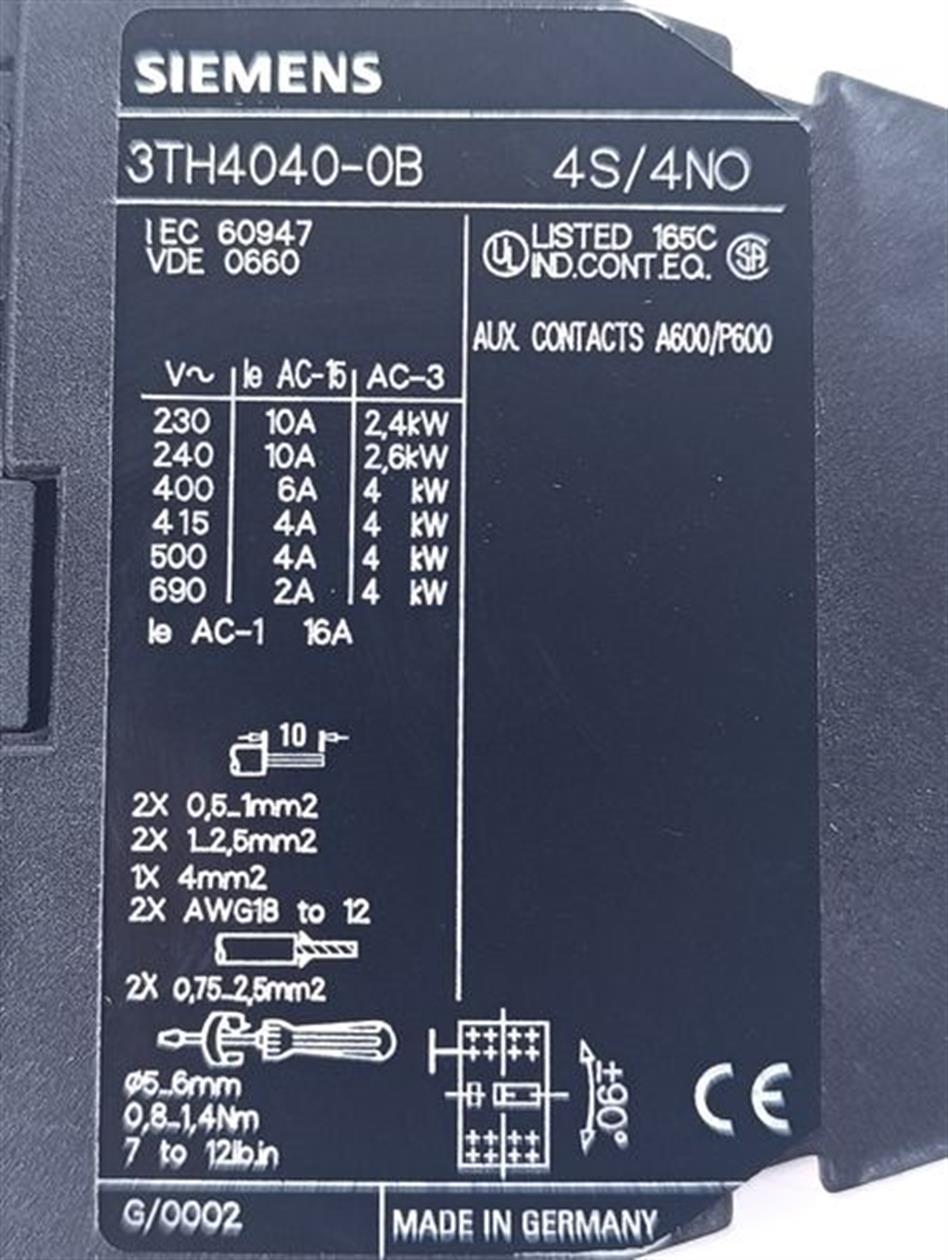 SIEMENS
3TH4040-0B 4S/4NO
IEC 60947
VDE 0660
UL LISTED 165C SA
IND.CONT.EQ.
AUX. CONTACTS A600/P600
V~ Ie AC-15 AC-3
230 10A 2,4kW
240 10A 2,6kW
400 6A 4 kW
415 4A 4 kW
500 4A 4 kW
690 2A 4 kW
Ie AC-1 16A
10
2X 0,5...1mm2
2X 1...2,5mm2
1X 4mm2
2X AWG18 to 12
2X 0,75...2,5mm2
Ø5...6mm
0,8...1,4Nm
7 to 12lb.in
±90°
CE
G/0002
MADE IN GERMANY